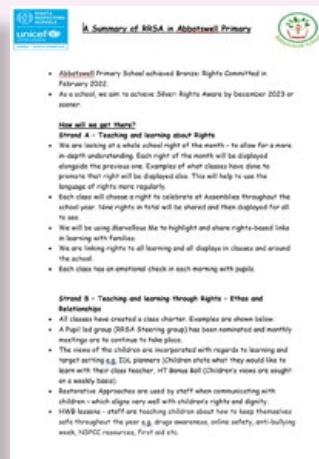 RIGHTS
RESPECTING
SCHOOLS
unicef
A Summary of RRSA in Abbotswell Primary
Abbotswell Primary School achieved Bronze: Rights Committed in
February 2022.
As a school, we aim to achieve Silver: Rights Aware by December 2023 or
sooner.
How will we get there?
Strand A – Teaching and learning about Rights
We are looking at a whole school right of the month – to allow for a more
in-depth understanding. Each right of the month will be displayed
alongside the previous one. Examples of what classes have done to
promote that right will be displayed also. This will help to use the
language of rights more regularly.
Each class will choose a right to celebrate at Assemblies throughout the
school year. Nine rights in total will be shared and then displayed for all
to see.
We will be using Marvellous Me to highlight and share rights-based links
in learning with families.
We are linking rights to all learning and all displays in classes and around
the school.
Each class has an emotional check in each morning with pupils.
Strand B – Teaching and learning through Rights – Ethos and
Relationships
All classes have created a class charter. Examples are shown below.
A Pupil led group (RRSA Steering group) has been nominated and monthly
meetings are to continue to take place.
The views of the children are incorporated with regards to learning and
target setting e.g. IDL planners (Children state what they would like to
learn with their class teacher, HT Bonus Ball (Children's views are sought
on a weekly basis).
Restorative Approaches are used by staff when communicating with
children – which aligns very well with children's rights and dignity.
HWB lessons – staff are teaching children about how to keep themselves
safe throughout the year e.g. drugs awareness, online safety, anti-bullying
week, NSPCC resources, first aid etc.